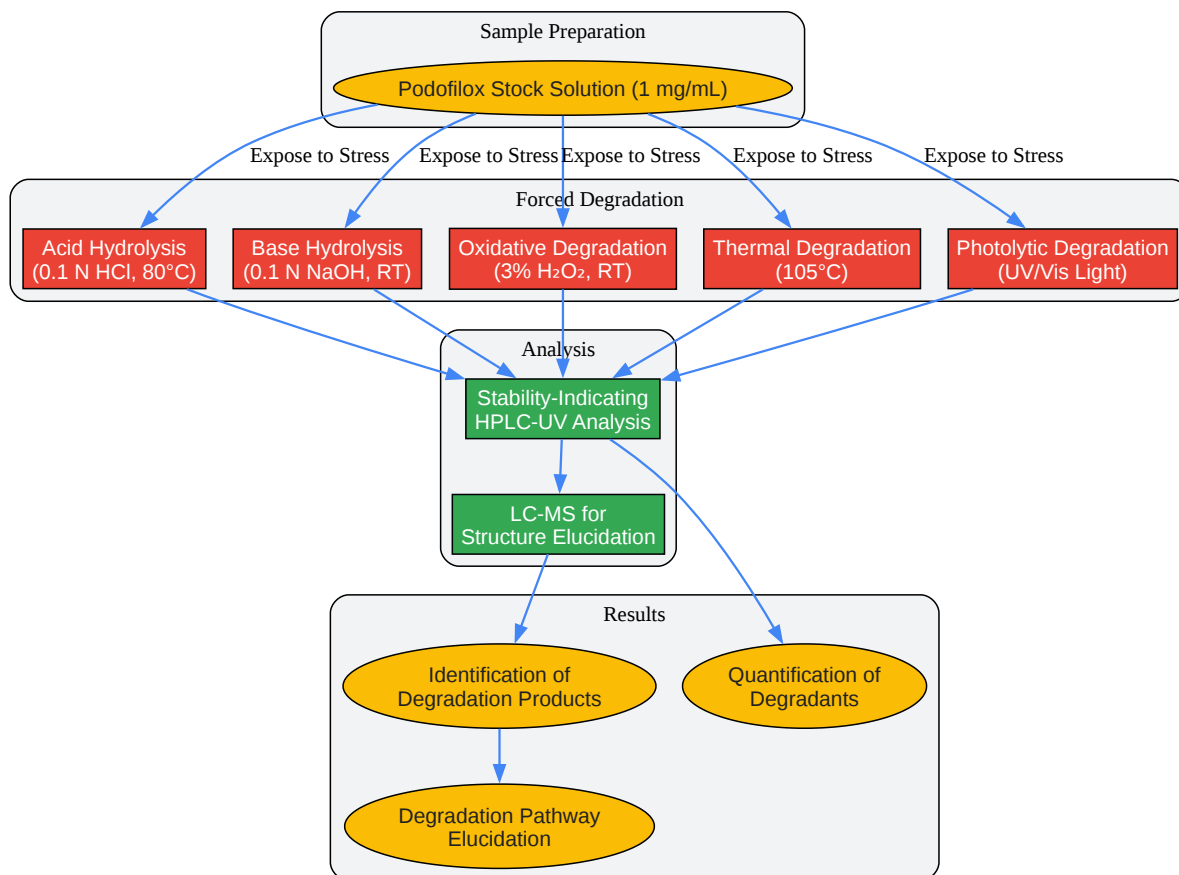 Sample Preparation
Podofilox Stock Solution (1 mg/mL)
Expose to Stress
Expose to Stress
Expose to Stress
Expose to Stress
Expose to Stress
Forced Degradation
Acid Hydrolysis
(0.1 N HCl, 80°C)
Base Hydrolysis
(0.1 N NaOH, RT)
Oxidative Degradation
(3% H₂O₂, RT)
Thermal Degradation
(105°C)
Photolytic Degradation
(UV/Vis Light)
Analysis
Stability-Indicating
HPLC-UV Analysis
LC-MS for
Structure Elucidation
Results
Identification of
Degradation Products
Quantification of
Degradants
Degradation Pathway
Elucidation